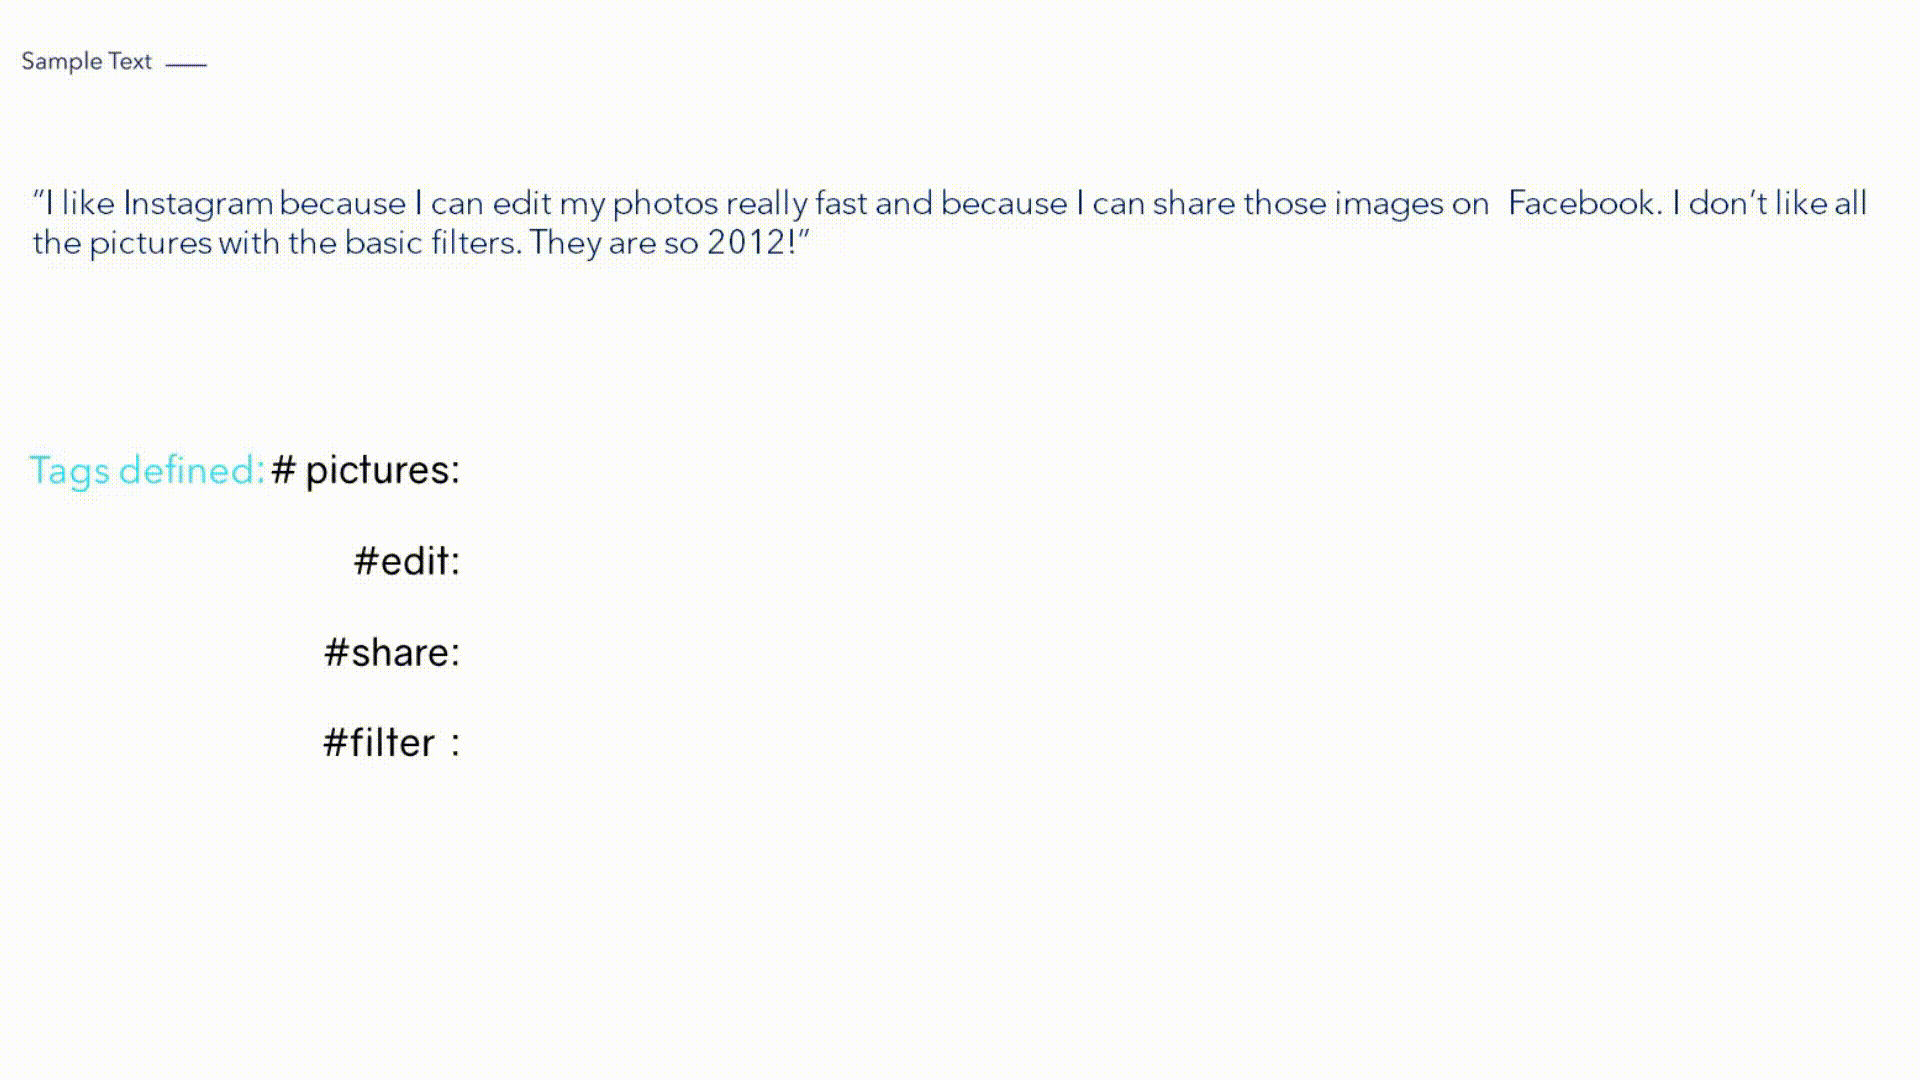 Sample Text
“I like Instagram because I can edit my photos really fast and because I can share those images on Facebook. I don’t like all
the pictures with the basic filters. They are so 2012!”
Tags defined: # pictures:
#edit:
#share:
#filter :